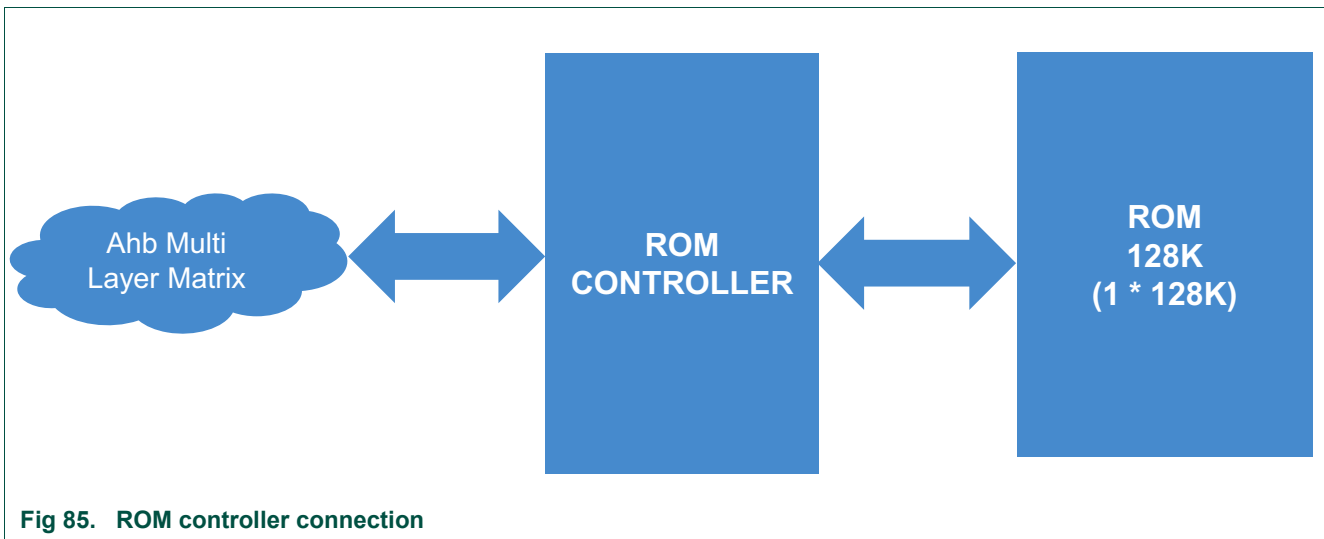 Ahb Multi
Layer Matrix
ROM
CONTROLLER
ROM
128K
(1 * 128K)
Fig 85. ROM controller connection